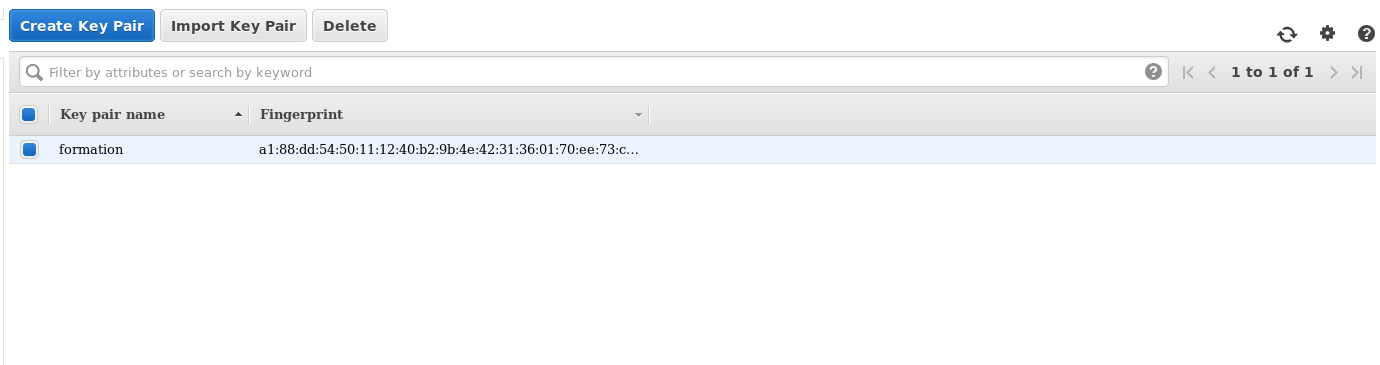 Create Key Pair Import Key Pair Delete
Filter by attributes or search by keyword ? 1 to 1 of 1
Key pair name Fingerprint
formation a1:88:dd:54:50:11:12:40:b2:9b:4e:42:31:36:01:70:ee:73:c...